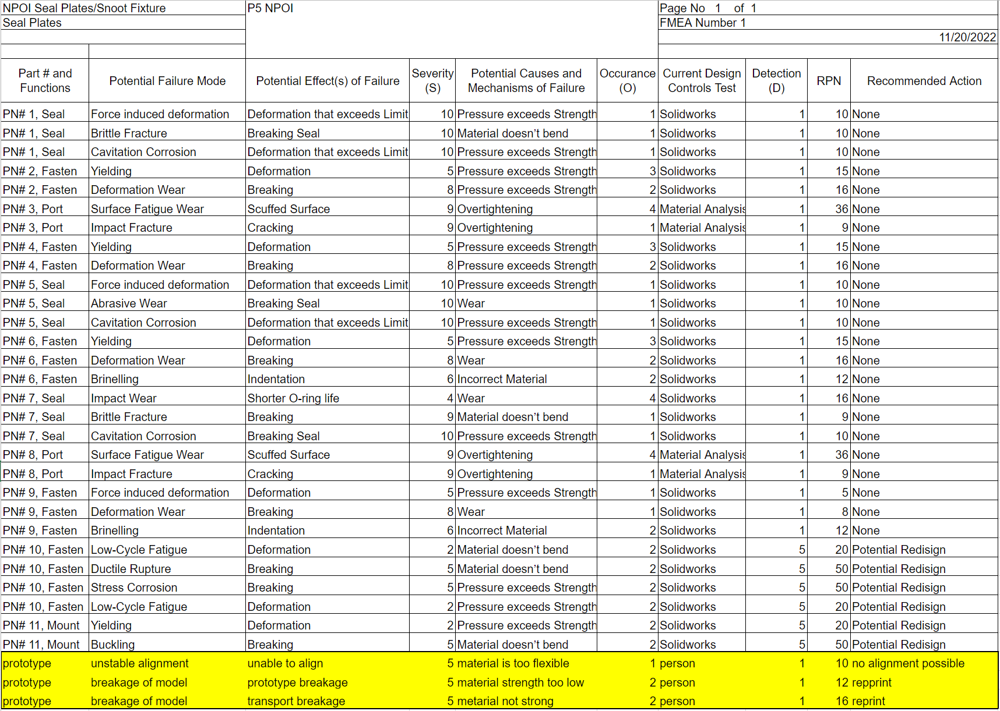 NPOI Seal Plates/Snoot Fixture P5 NPOI Page No 1 of 1
Seal Plates FMEA Number 1
11/20/2022
Part # and Functions Potential Failure Mode Potential Effect(s) of Failure Severity (S) Potential Causes and Mechanisms of Failure Occurance (O) Current Design Controls Test Detection (D) RPN Recommended Action
PN# 1, Seal Force induced deformation Deformation that exceeds Limit 10 Pressure exceeds Strength 1 Solidworks 1 10 None
PN# 1, Seal Brittle Fracture Breaking Seal 10 Material doesn't bend 1 Solidworks 1 10 None
PN# 1, Seal Cavitation Corrosion Deformation that exceeds Limit 10 Pressure exceeds Strength 1 Solidworks 1 10 None
PN# 2, Fasten Yielding Deformation 5 Pressure exceeds Strength 3 Solidworks 1 15 None
PN# 2, Fasten Deformation Wear Breaking 8 Pressure exceeds Strength 2 Solidworks 1 16 None
PN# 3, Port Surface Fatigue Wear Scuffed Surface 9 Overtightening 4 Material Analysis 1 36 None
PN# 3, Port Impact Fracture Cracking 9 Overtightening 1 Material Analysis 1 9 None
PN# 4, Fasten Yielding Deformation 5 Pressure exceeds Strength 3 Solidworks 1 15 None
PN# 4, Fasten Deformation Wear Breaking 8 Pressure exceeds Strength 2 Solidworks 1 16 None
PN# 5, Seal Force induced deformation Deformation that exceeds Limit 10 Pressure exceeds Strength 1 Solidworks 1 10 None
PN# 5, Seal Abrasive Wear Breaking Seal 10 Wear 1 Solidworks 1 10 None
PN# 5, Seal Cavitation Corrosion Deformation that exceeds Limit 10 Pressure exceeds Strength 1 Solidworks 1 10 None
PN# 6, Fasten Yielding Deformation 5 Pressure exceeds Strength 3 Solidworks 1 15 None
PN# 6, Fasten Deformation Wear Breaking 8 Wear 2 Solidworks 1 16 None
PN# 6, Fasten Brinelling Indentation 6 Incorrect Material 2 Solidworks 1 12 None
PN# 7, Seal Impact Wear Shorter O-ring life 4 Wear 4 Solidworks 1 16 None
PN# 7, Seal Brittle Fracture Breaking 9 Material doesn't bend 1 Solidworks 1 9 None
PN# 7, Seal Cavitation Corrosion Breaking Seal 10 Pressure exceeds Strength 1 Solidworks 1 10 None
PN# 8, Port Surface Fatigue Wear Scuffed Surface 9 Overtightening 4 Material Analysis 1 36 None
PN# 8, Port Impact Fracture Cracking 9 Overtightening 1 Material Analysis 1 9 None
PN# 9, Fasten Force induced deformation Deformation 5 Pressure exceeds Strength 1 Solidworks 1 5 None
PN# 9, Fasten Deformation Wear Breaking 8 Wear 1 Solidworks 1 8 None
PN# 9, Fasten Brinelling Indentation 6 Incorrect Material 2 Solidworks 1 12 None
PN# 10, Fasten Low-Cycle Fatigue Deformation 2 Material doesn't bend 2 Solidworks 5 20 Potential Redisign
PN# 10, Fasten Ductile Rupture Breaking 5 Material doesn't bend 2 Solidworks 5 50 Potential Redisign
PN# 10, Fasten Stress Corrosion Breaking 5 Pressure exceeds Strength 2 Solidworks 5 50 Potential Redisign
PN# 10, Fasten Low-Cycle Fatigue Deformation 2 Pressure exceeds Strength 2 Solidworks 5 20 Potential Redisign
PN# 11, Mount Yielding Deformation 2 Pressure exceeds Strength 2 Solidworks 5 20 Potential Redisign
PN# 11, Mount Buckling Breaking 5 Material doesn't bend 2 Solidworks 5 50 Potential Redisign
prototype unstable alignment unable to align 5 material is too flexible 1 person 1 10 no alignment possible
prototype breakage of model prototype breakage 5 material strength too low 2 person 1 12 repprint
prototype breakage of model transport breakage 5 metarial not strong 2 person 1 16 reprint